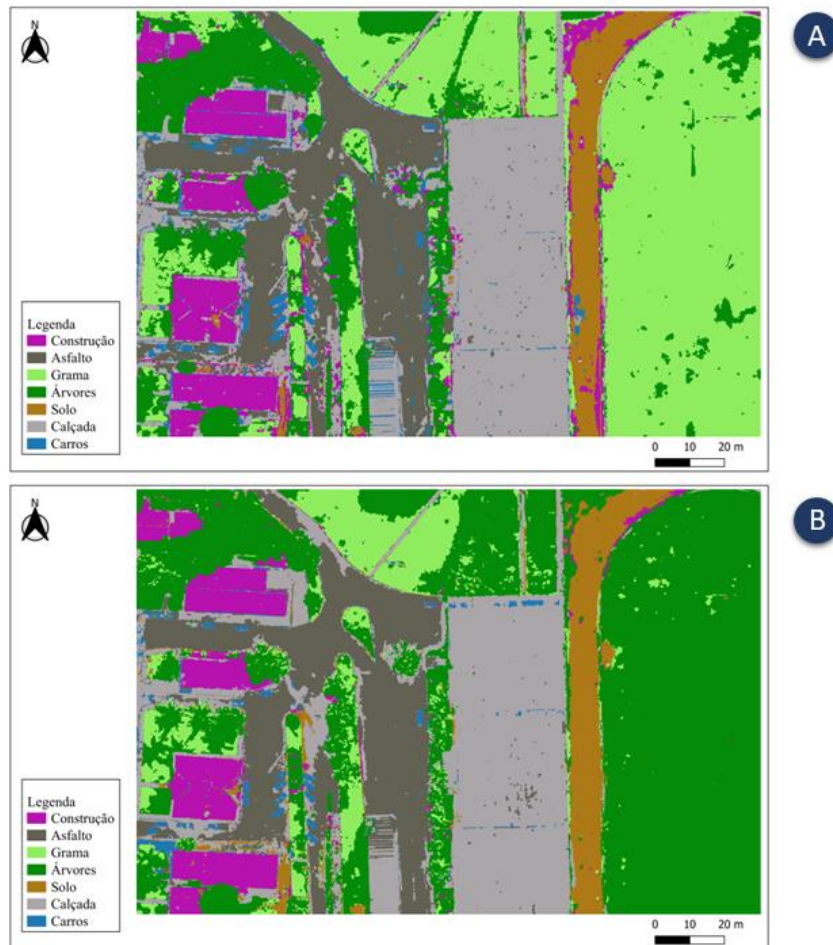 A
N
Legenda
Construção
Asfalto
Grama
Árvores
Solo
Calçada
Carros
0 10 20 m
B
N
Legenda
Construção
Asfalto
Grama
Árvores
Solo
Calçada
Carros
0 10 20 m